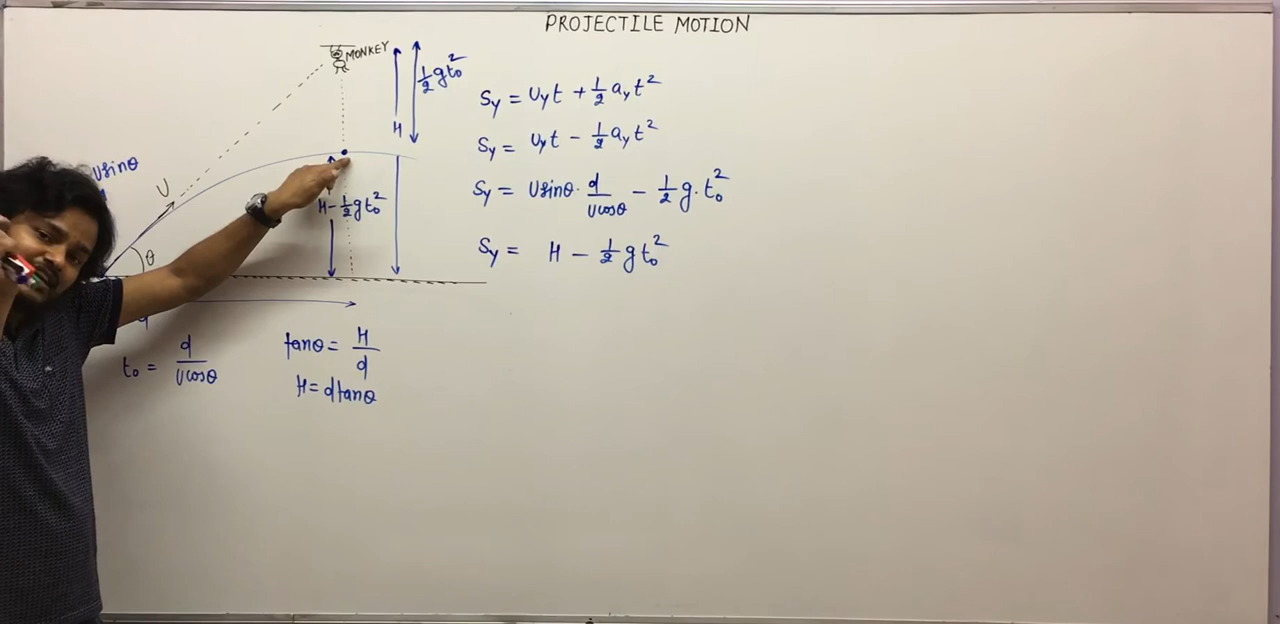 PROJECTILE MOTION
MONKEY
½gt₀²
H
Usinθ
U
θ
H-½gt₀²
d
t₀ = d/Ucosθ
tanθ = H/d
H = dtanθ
Sy = Uyt + ½ayt²
Sy = Uyt - ½ayt²
Sy = Usinθ · d/Ucosθ - ½g·t₀²
Sy = H - ½gt₀²